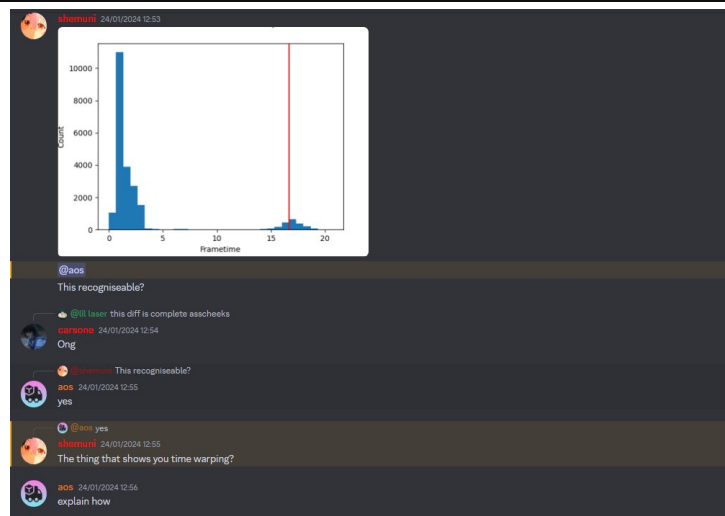 shemuni 24/01/2024 12:53
10000
8000
6000
4000
2000
0
Count
0 5 10 15 20
Frametime
@aos
This recogniseable?
@lil laser this diff is complete asscheeks
carsono 24/01/2024 12:54
Ong
@shemuni This recogniseable?
aos 24/01/2024 12:55
yes
@aos yes
shemuni 24/01/2024 12:55
The thing that shows you time warping?
aos 24/01/2024 12:56
explain how